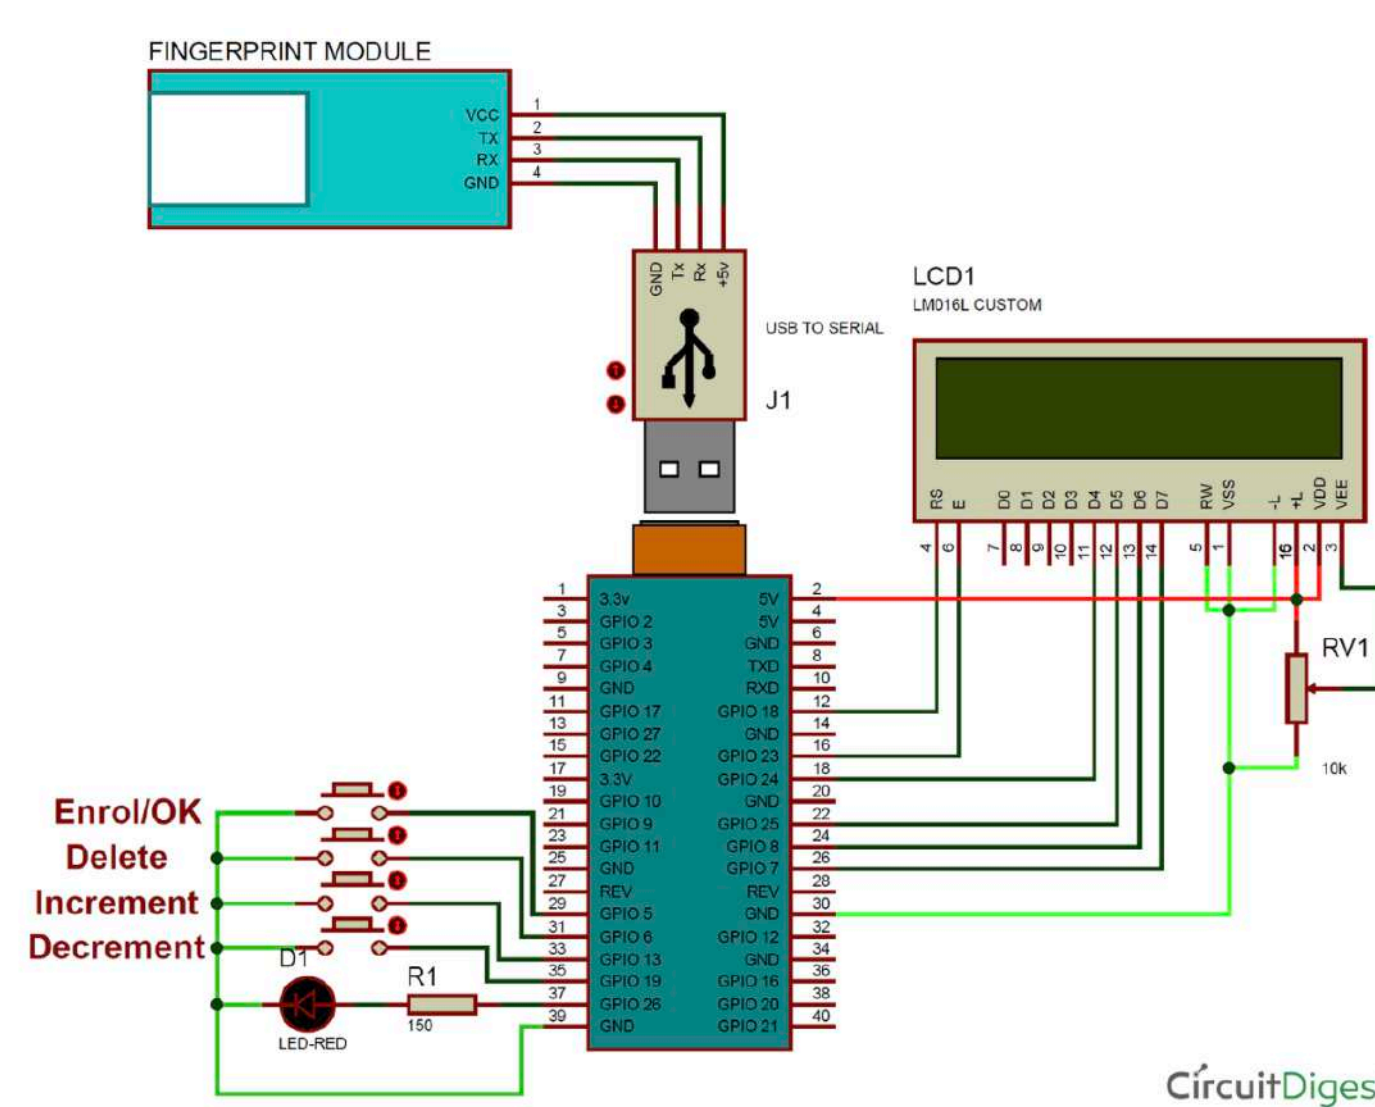 FINGERPRINT MODULE
VCC 1
TX 2
RX 3
GND 4
GND Tx Rx +5v
USB TO SERIAL
J1
LCD1
LM016L CUSTOM
RS E D0 D1 D2 D3 D4 D5 D6 D7 RW VSS -L +L VDD VEE
4 6 7 8 9 10 11 12 13 14 5 1 2 3
RV1
10k
1 3.3v 5V 2
3 GPIO 2 5V 4
5 GPIO 3 GND 6
7 GPIO 4 TXD 8
9 GND RXD 10
11 GPIO 17 GPIO 18 12
13 GPIO 27 GND 14
15 GPIO 22 GPIO 23 16
17 3.3V GPIO 24 18
19 GPIO 10 GND 20
21 GPIO 9 GPIO 25 22
23 GPIO 11 GPIO 8 24
25 GND GPIO 7 26
27 REV REV 28
29 GPIO 5 GND 30
31 GPIO 6 GPIO 12 32
33 GPIO 13 GND 34
35 GPIO 19 GPIO 16 36
37 GPIO 26 GPIO 20 38
39 GND GPIO 21 40
Enrol/OK
Delete
Increment
Decrement
D1
LED-RED
R1
150
CircuitDiges